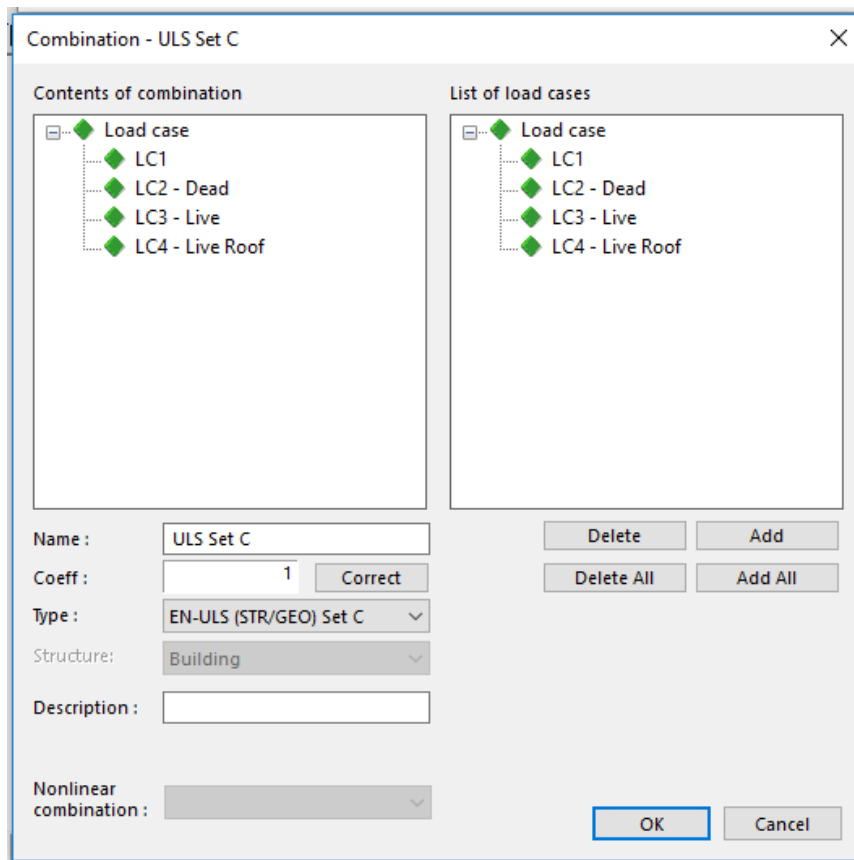 Combination - ULS Set C
Contents of combination
Load case
LC1
LC2 - Dead
LC3 - Live
LC4 - Live Roof
List of load cases
Load case
LC1
LC2 - Dead
LC3 - Live
LC4 - Live Roof
Name : ULS Set C
Coeff : 1 Correct
Type : EN-ULS (STR/GEO) Set C
Structure: Building
Description :
Nonlinear
combination :
Delete Add
Delete All Add All
OK Cancel